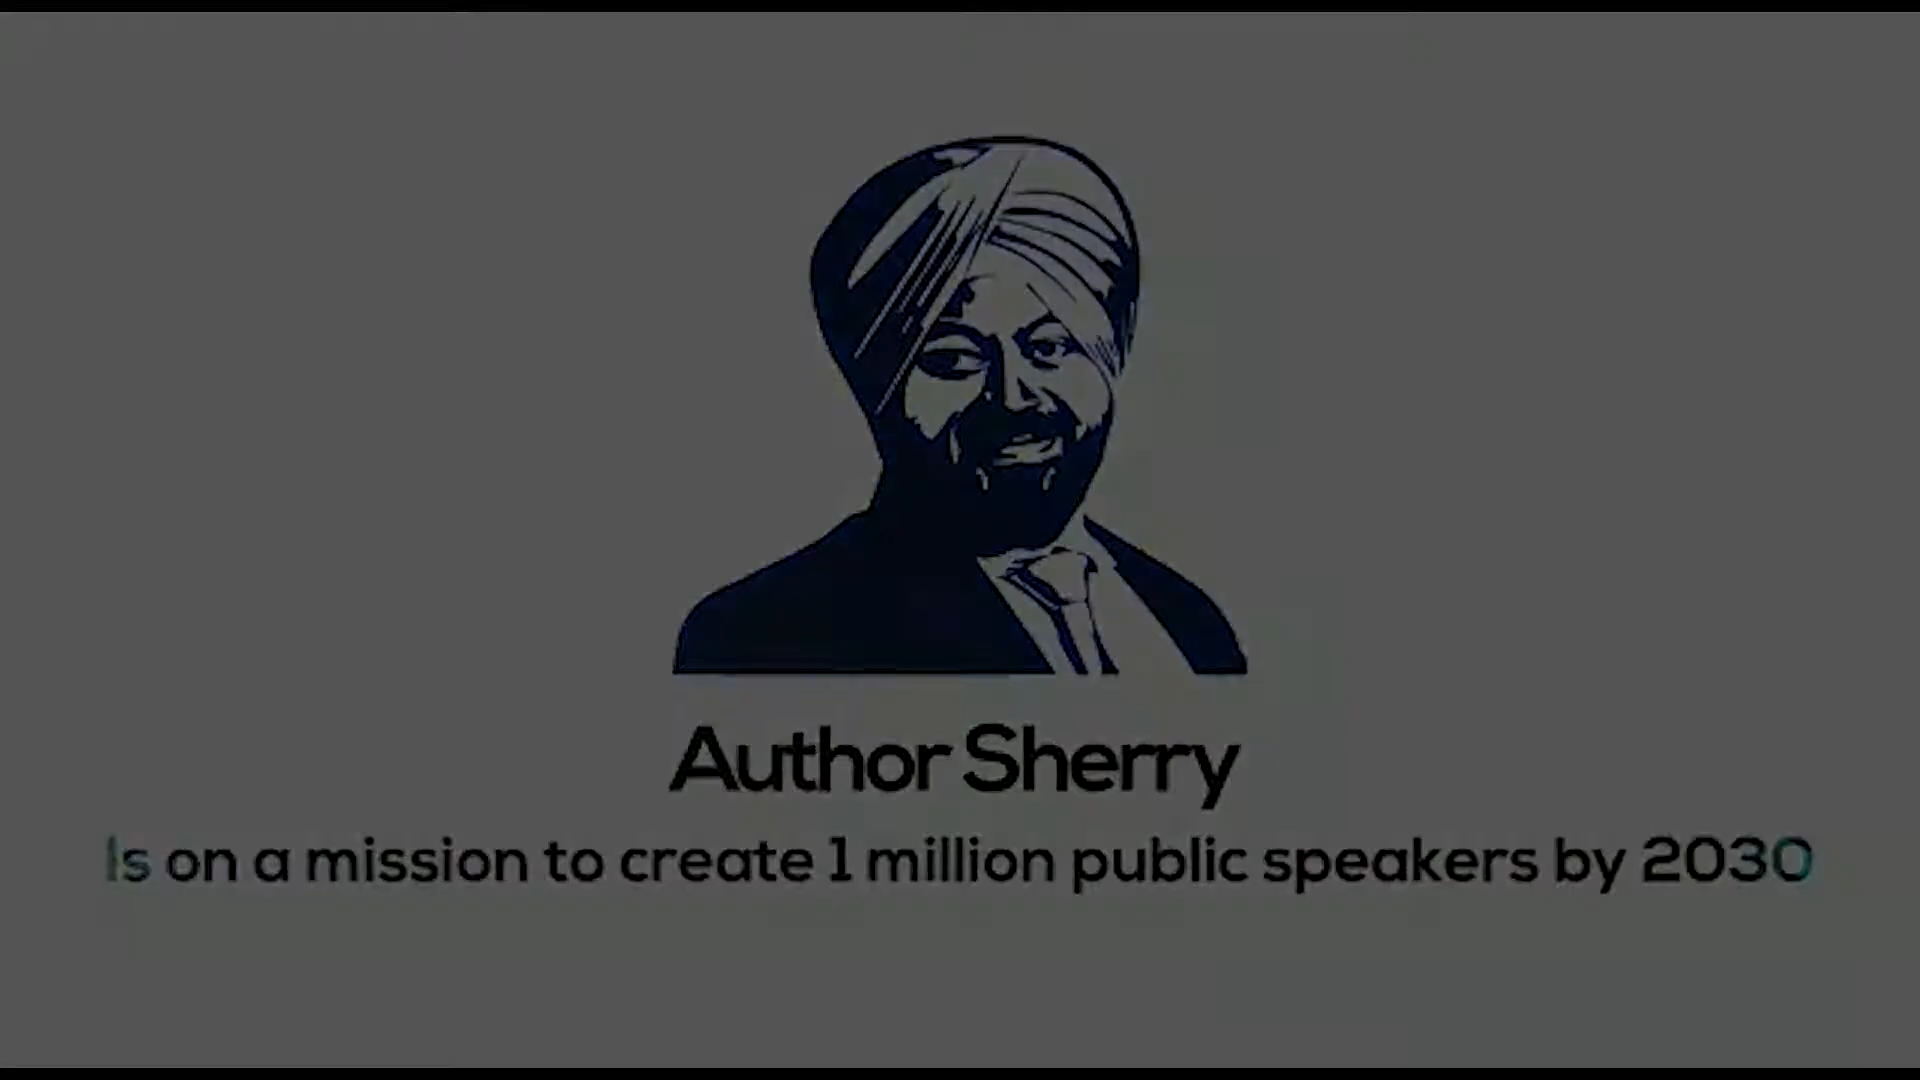 Author Sherry
Is on a mission to create 1 million public speakers by 2030